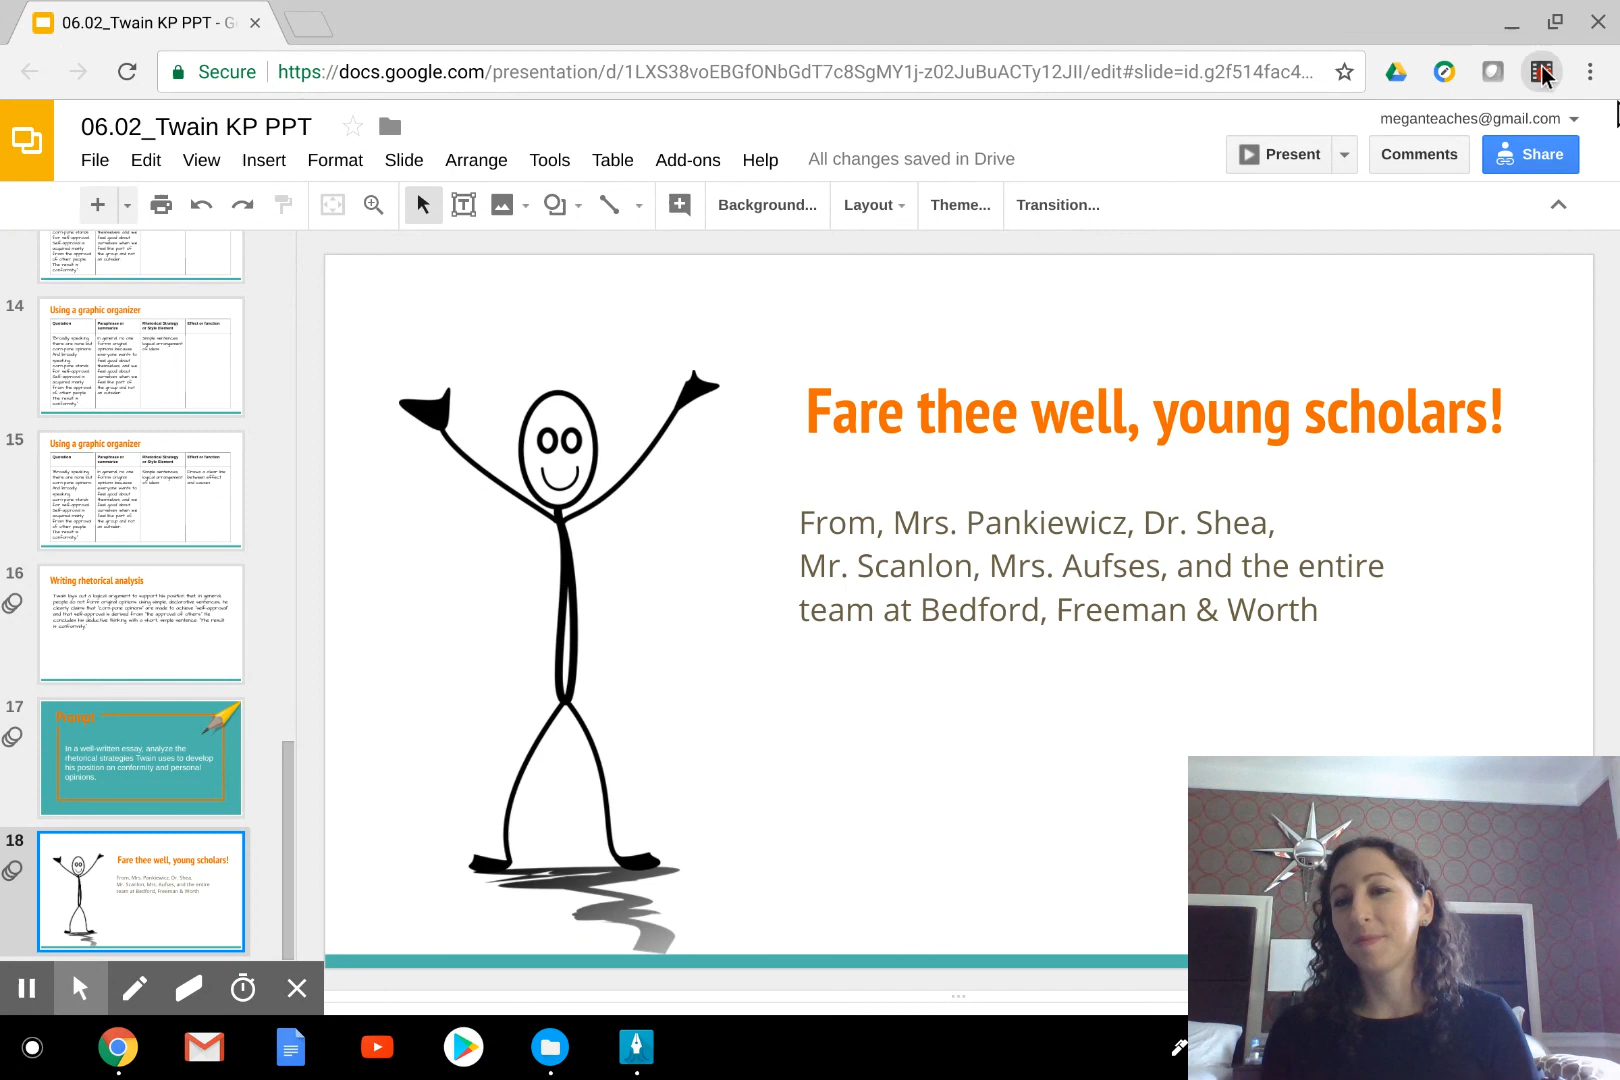 06.02_Twain KP PPT - G
Secure https://docs.google.com/presentation/d/1LXS38voEBGfONbGdT7c8SgMY1j-z02JuBuACTy12JII/edit#slide=id.g2f514fac4...
06.02_Twain KP PPT
meganteaches@gmail.com
File Edit View Insert Format Slide Arrange Tools Table Add-ons Help All changes saved in Drive
Present Comments Share
Background... Layout Theme... Transition...
14
Using a graphic organizer
15
Using a graphic organizer
16
Writing rhetorical analysis
17
Prompt
In a well-written essay, analyze the
rhetorical strategies Twain uses to develop
his position on conformity and personal
opinions.
18
Fare thee well, young scholars!
From, Mrs. Pankiewicz, Dr. Shea,
Mr. Scanlon, Mrs. Aufses, and the entire
team at Bedford, Freeman & Worth
Fare thee well, young scholars!
From, Mrs. Pankiewicz, Dr. Shea,
Mr. Scanlon, Mrs. Aufses, and the entire
team at Bedford, Freeman & Worth